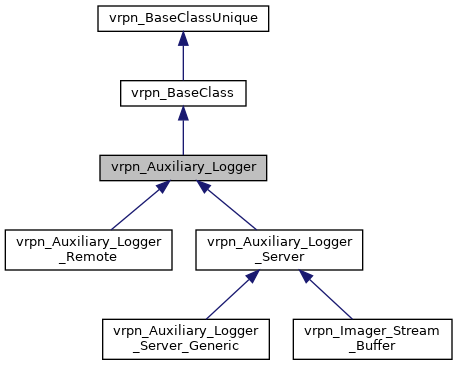 vrpn_BaseClassUnique
vrpn_BaseClass
vrpn_Auxiliary_Logger
vrpn_Auxiliary_Logger
_Remote
vrpn_Auxiliary_Logger
_Server
vrpn_Auxiliary_Logger
_Server_Generic
vrpn_Imager_Stream
_Buffer